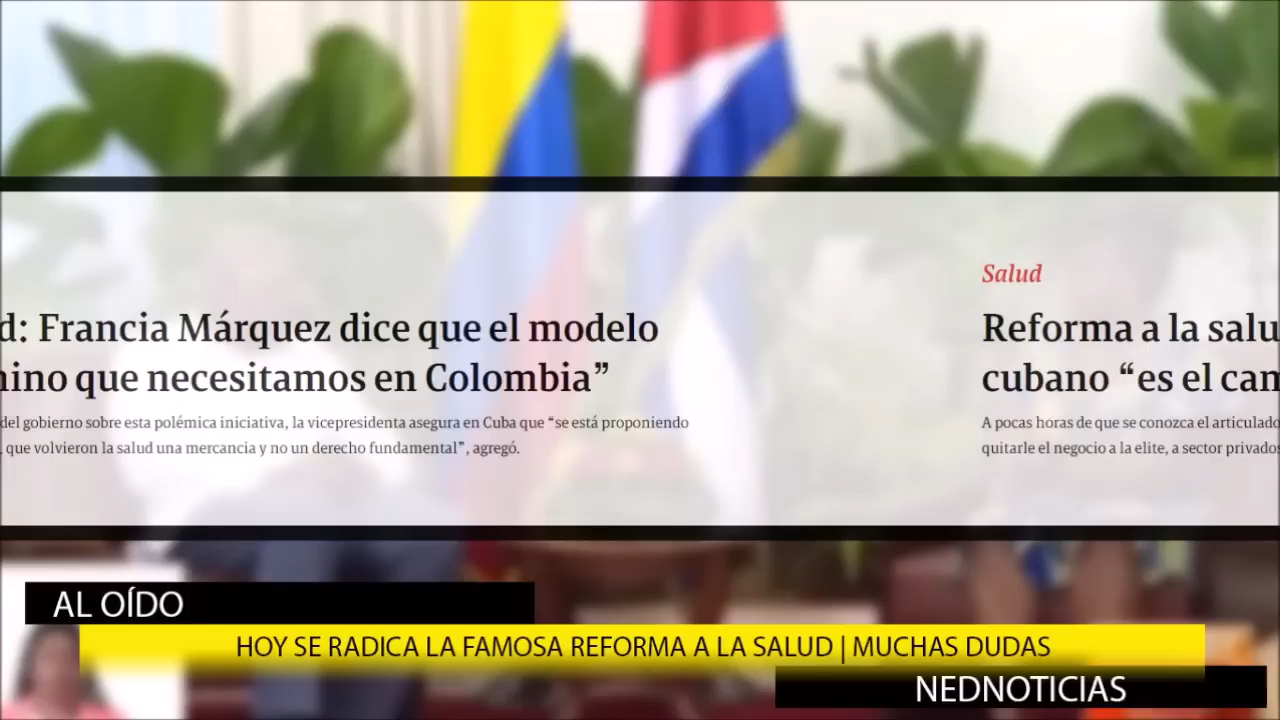 d: Francia Márquez dice que el modelo
ino que necesitamos en Colombia”
del gobierno sobre esta polémica iniciativa, la vicepresidenta asegura en Cuba que “se está proponiendo
, que volvieron la salud una mercancia y no un derecho fundamental”, agregó.
Salud
Reforma a la salu
cubano “es el cam
A pocas horas de que se conozca el articulado
quitarle el negocio a la elite, a sector privados
AL OÍDO
HOY SE RADICA LA FAMOSA REFORMA A LA SALUD | MUCHAS DUDAS
NEDNOTICIAS